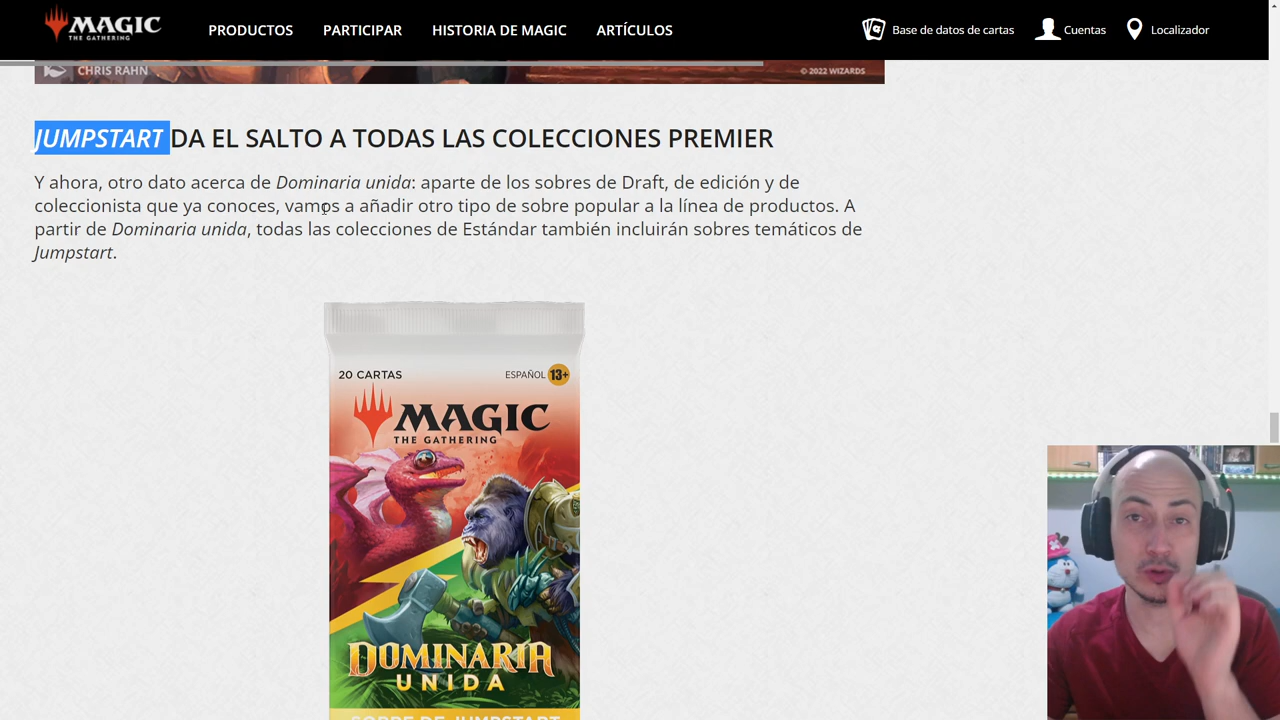 MAGIC
THE GATHERING
PRODUCTOS
PARTICIPAR
HISTORIA DE MAGIC
ARTÍCULOS
Base de datos de cartas
Cuentas
Localizador
CHRIS RAHN
© 2022 WIZARDS
JUMPSTART DA EL SALTO A TODAS LAS COLECCIONES PREMIER
Y ahora, otro dato acerca de Dominaria unida: aparte de los sobres de Draft, de edición y de
coleccionista que ya conoces, vamos a añadir otro tipo de sobre popular a la línea de productos. A
partir de Dominaria unida, todas las colecciones de Estándar también incluirán sobres temáticos de
Jumpstart.
20 CARTAS
ESPAÑOL 13+
MAGIC
THE GATHERING
DOMINARIA
UNIDA
SOBRE DE JUMPSTART